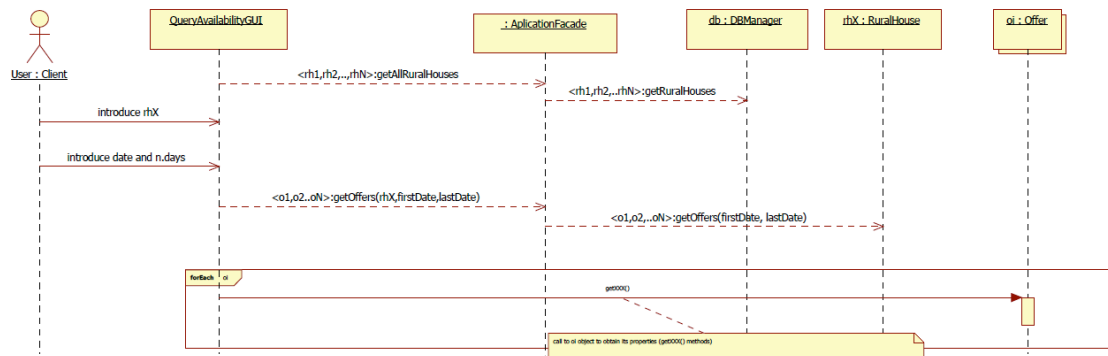 QueryAvailabilityGUI
: AplicationFacade
db : DBManager
rhX : RuralHouse
oi : Offer
User : Client
<rh1,rh2,..,rhN>:getAllRuralHouses
<rh1,rh2,..rhN>:getRuralHouses
introduce rhX
introduce date and n.days
<o1,o2..oN>:getOffers(rhX,firstDate,lastDate)
<o1,o2,..oN>:getOffers(firstDate, lastDate)
forEach oi
getXXX()
call to oi object to obtain its properties (getXXX() methods)